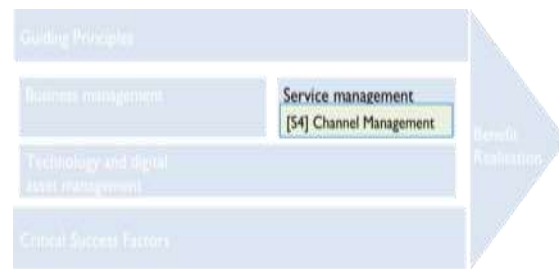 Guiding Principles
Business management
Service management
[S4] Channel Management
Technology and digital
asset management
Benefit
Realisation
Critical Success Factors